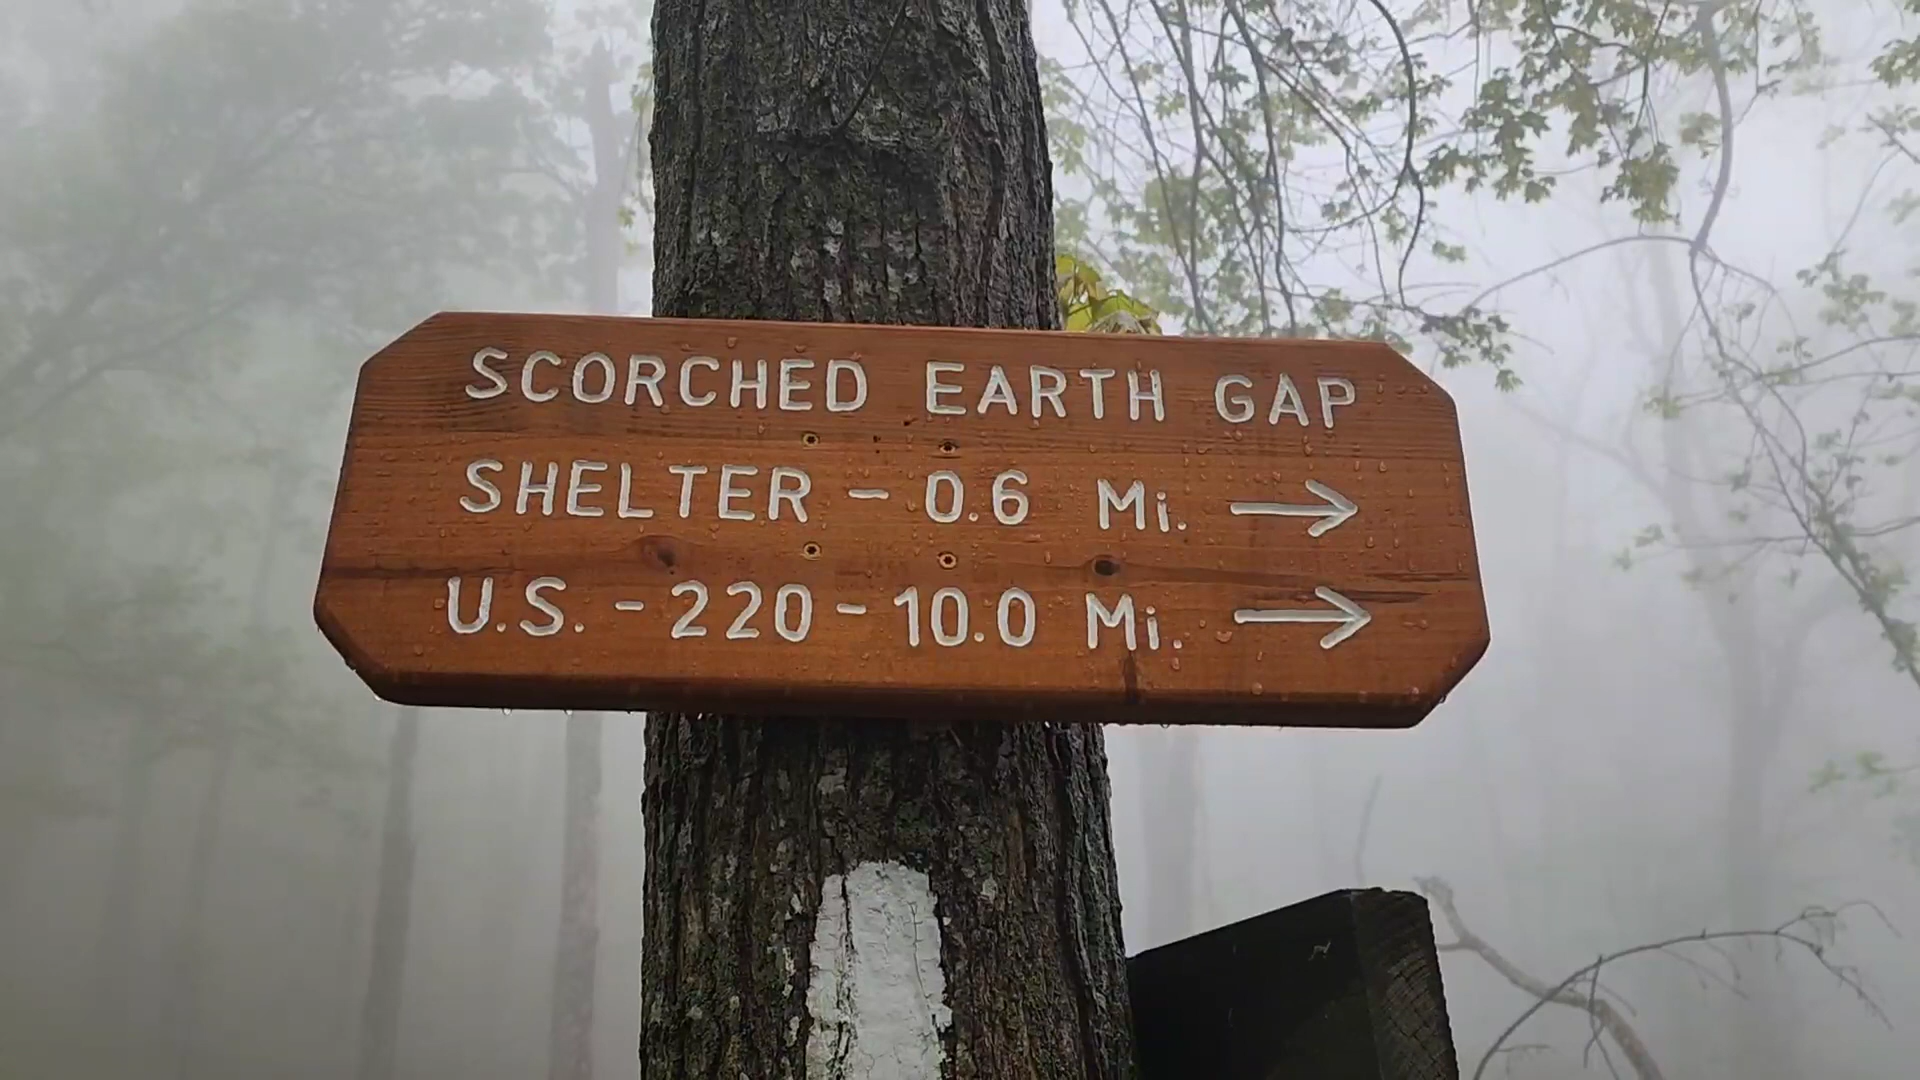 SCORCHED EARTH GAP
SHELTER - 0.6 Mi. →
U.S. - 220 - 10.0 Mi. →